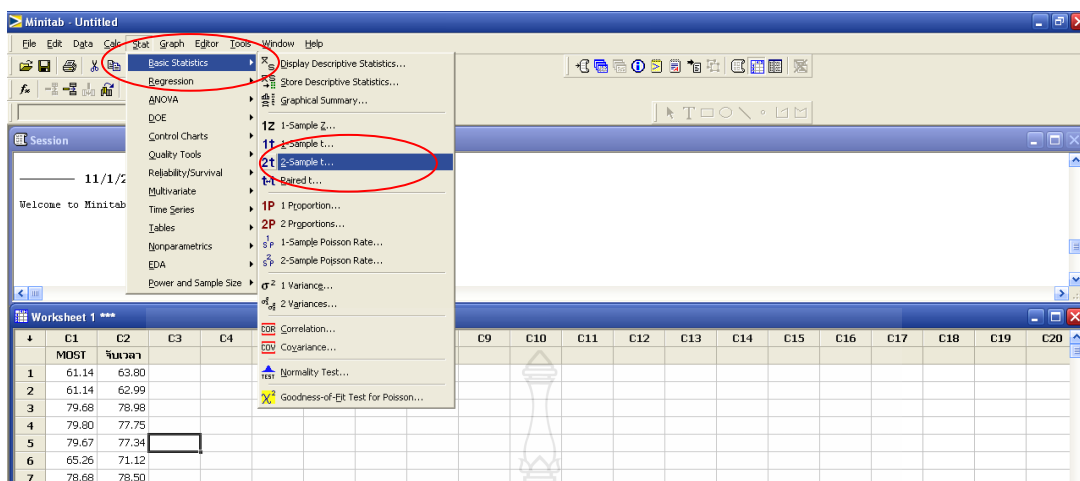 Minitab - Untitled
File Edit Data Calc Stat Graph Editor Tools Window Help
Basic Statistics
Regression
ANOVA
DOE
Control Charts
Quality Tools
Reliability/Survival
Multivariate
Time Series
Tables
Nonparametrics
EDA
Power and Sample Size
Display Descriptive Statistics...
Store Descriptive Statistics...
Graphical Summary...
1Z 1-Sample Z...
1t 1-Sample t...
2t 2-Sample t...
t-t Paired t...
1P 1 Proportion...
2P 2 Proportions...
1-Sample Poisson Rate...
2-Sample Poisson Rate...
σ² 1 Variance...
2 Variances...
COR Correlation...
COV Covariance...
TEST Normality Test...
χ² Goodness-of-Fit Test for Poisson...
Session
11/1/2
Welcome to Minitab
Worksheet 1 ***
C1 C2 C3 C4 C9 C10 C11 C12 C13 C14 C15 C16 C17 C18 C19 C20
MOST จับเวลา
1 61.14 63.80
2 61.14 62.99
3 79.68 78.98
4 79.80 77.75
5 79.67 77.34
6 65.26 71.12
7 78.68 78.50